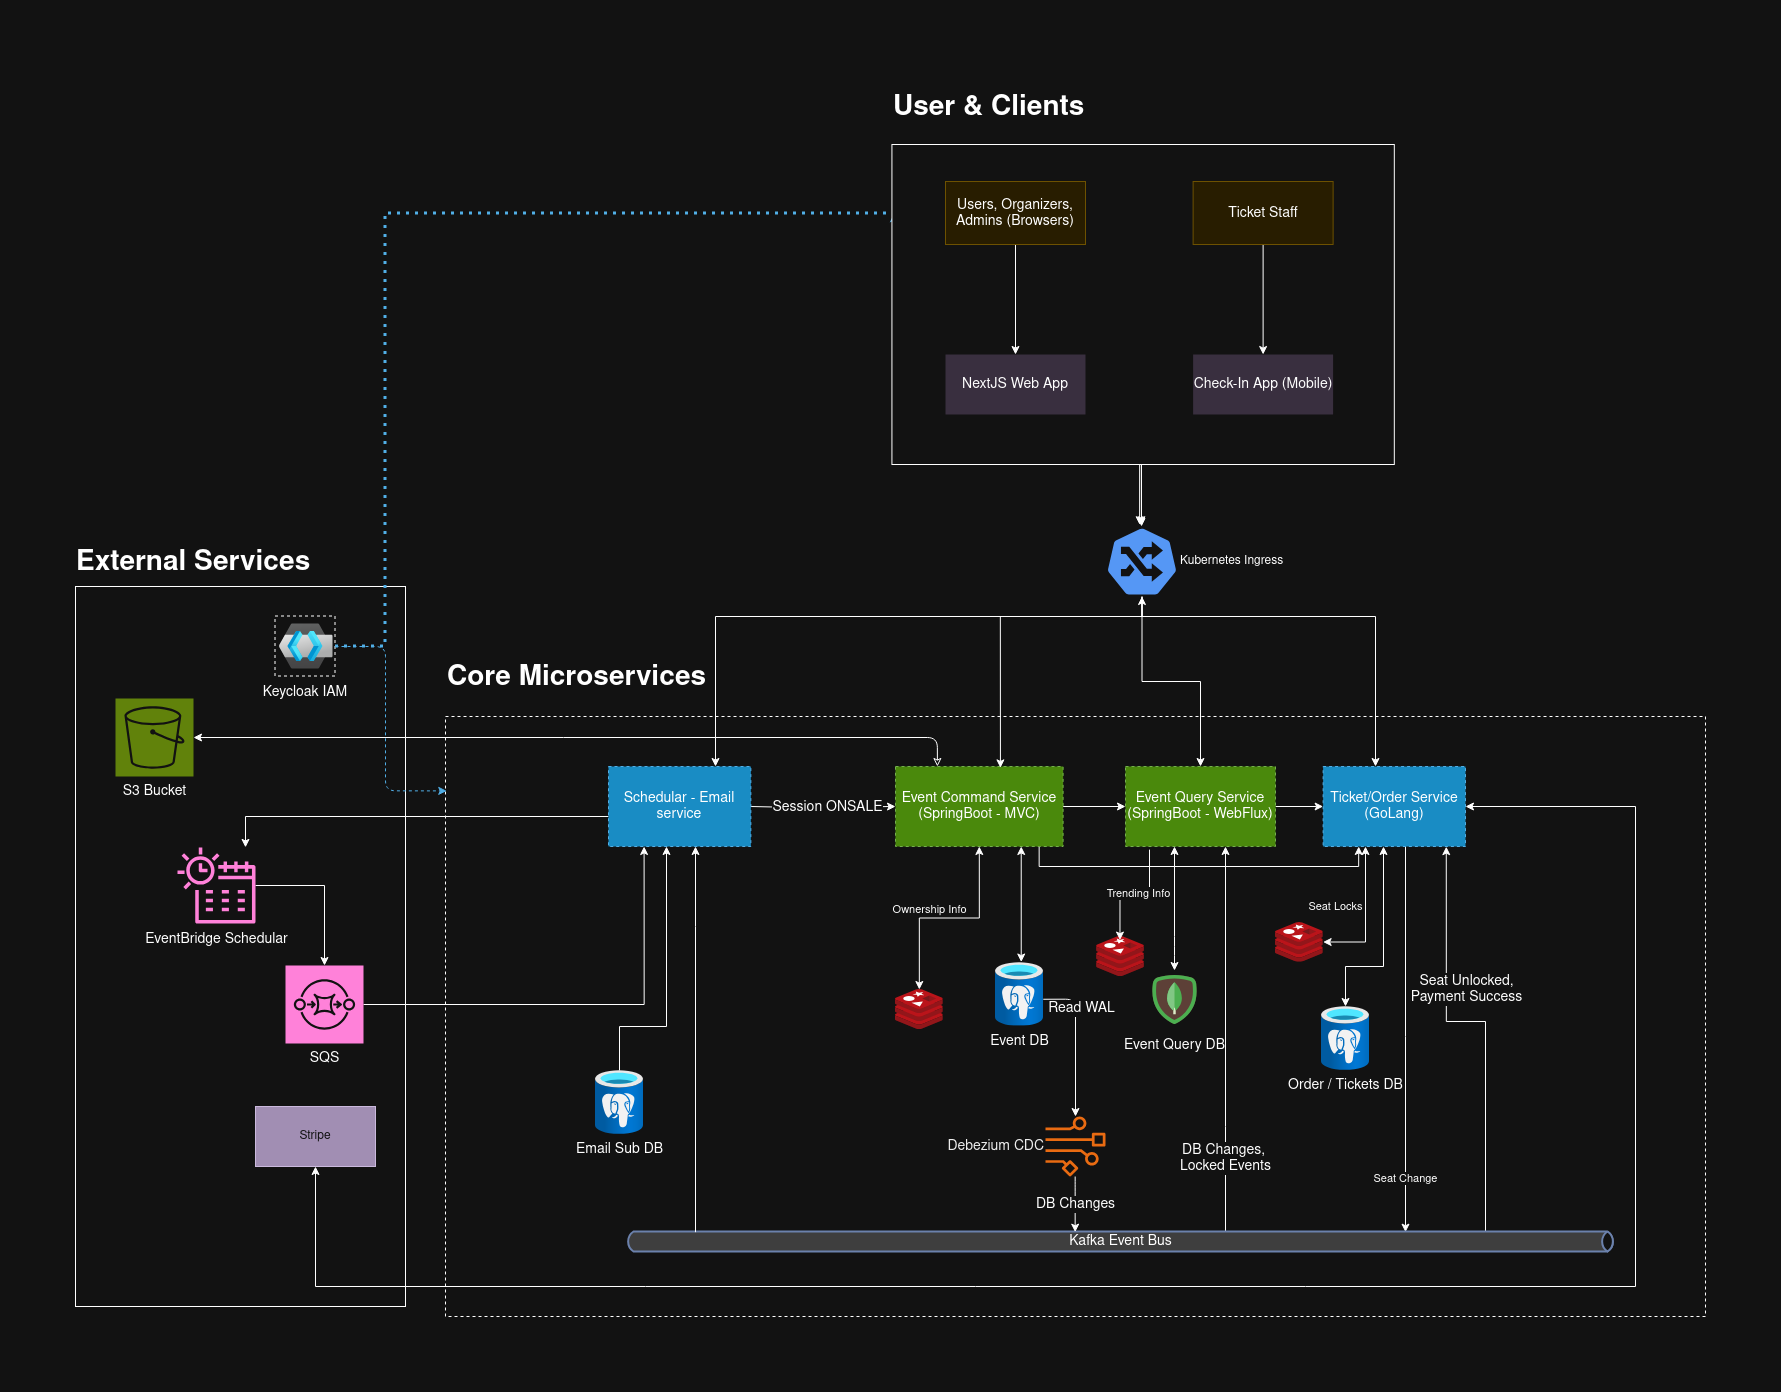 User & Clients
Users, Organizers,
Admins (Browsers)
Ticket Staff
NextJS Web App
Check-In App (Mobile)
Kubernetes Ingress
External Services
Keycloak IAM
S3 Bucket
EventBridge Schedular
SQS
Stripe
Core Microservices
Schedular - Email
service
Session ONSALE
Event Command Service
(SpringBoot - MVC)
Event Query Service
(SpringBoot - WebFlux)
Ticket/Order Service
(GoLang)
Ownership Info
Trending Info
Seat Locks
Read WAL
Event DB
Event Query DB
Seat Unlocked,
Payment Success
Order / Tickets DB
Email Sub DB
Debezium CDC
DB Changes,
Locked Events
Seat Change
DB Changes
Kafka Event Bus